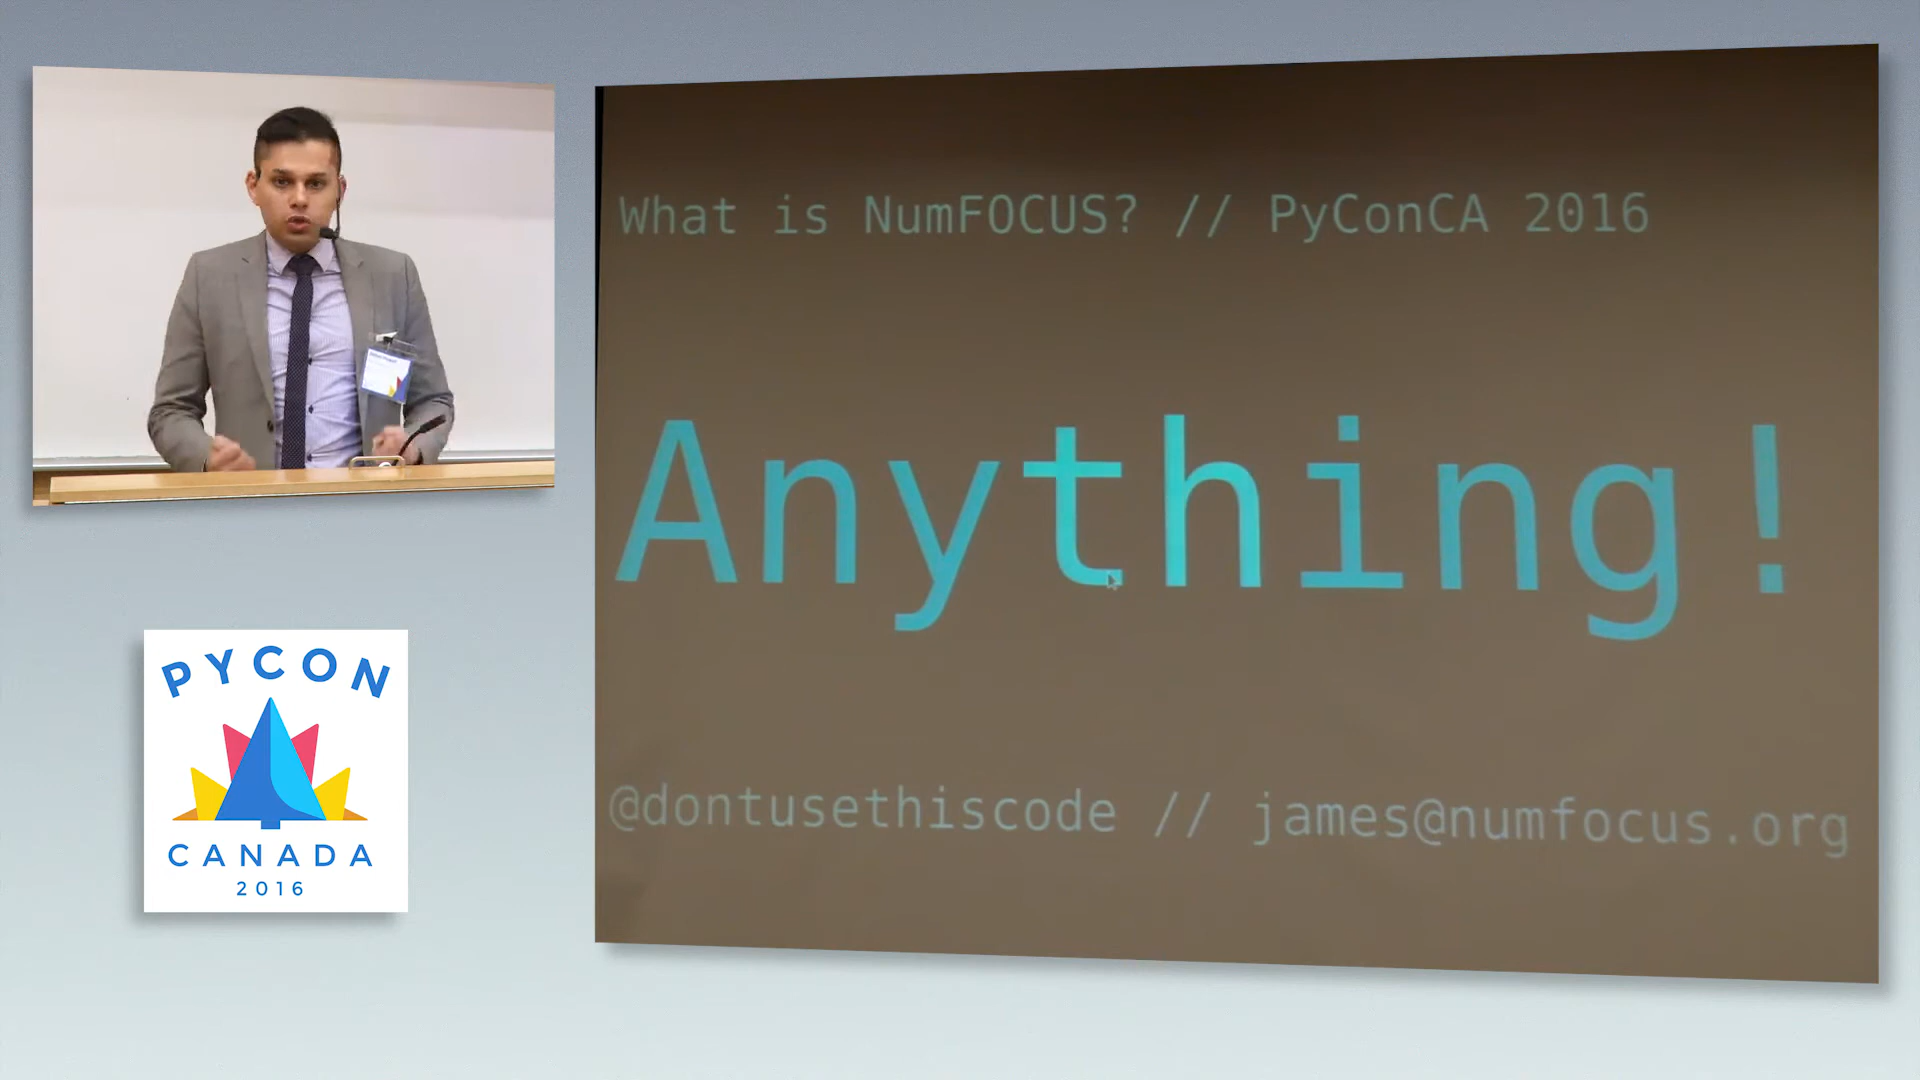 What is NumFOCUS? // PyConCA 2016
Anything!
@dontusethiscode // james@numfocus.org
PYCON
CANADA
2016